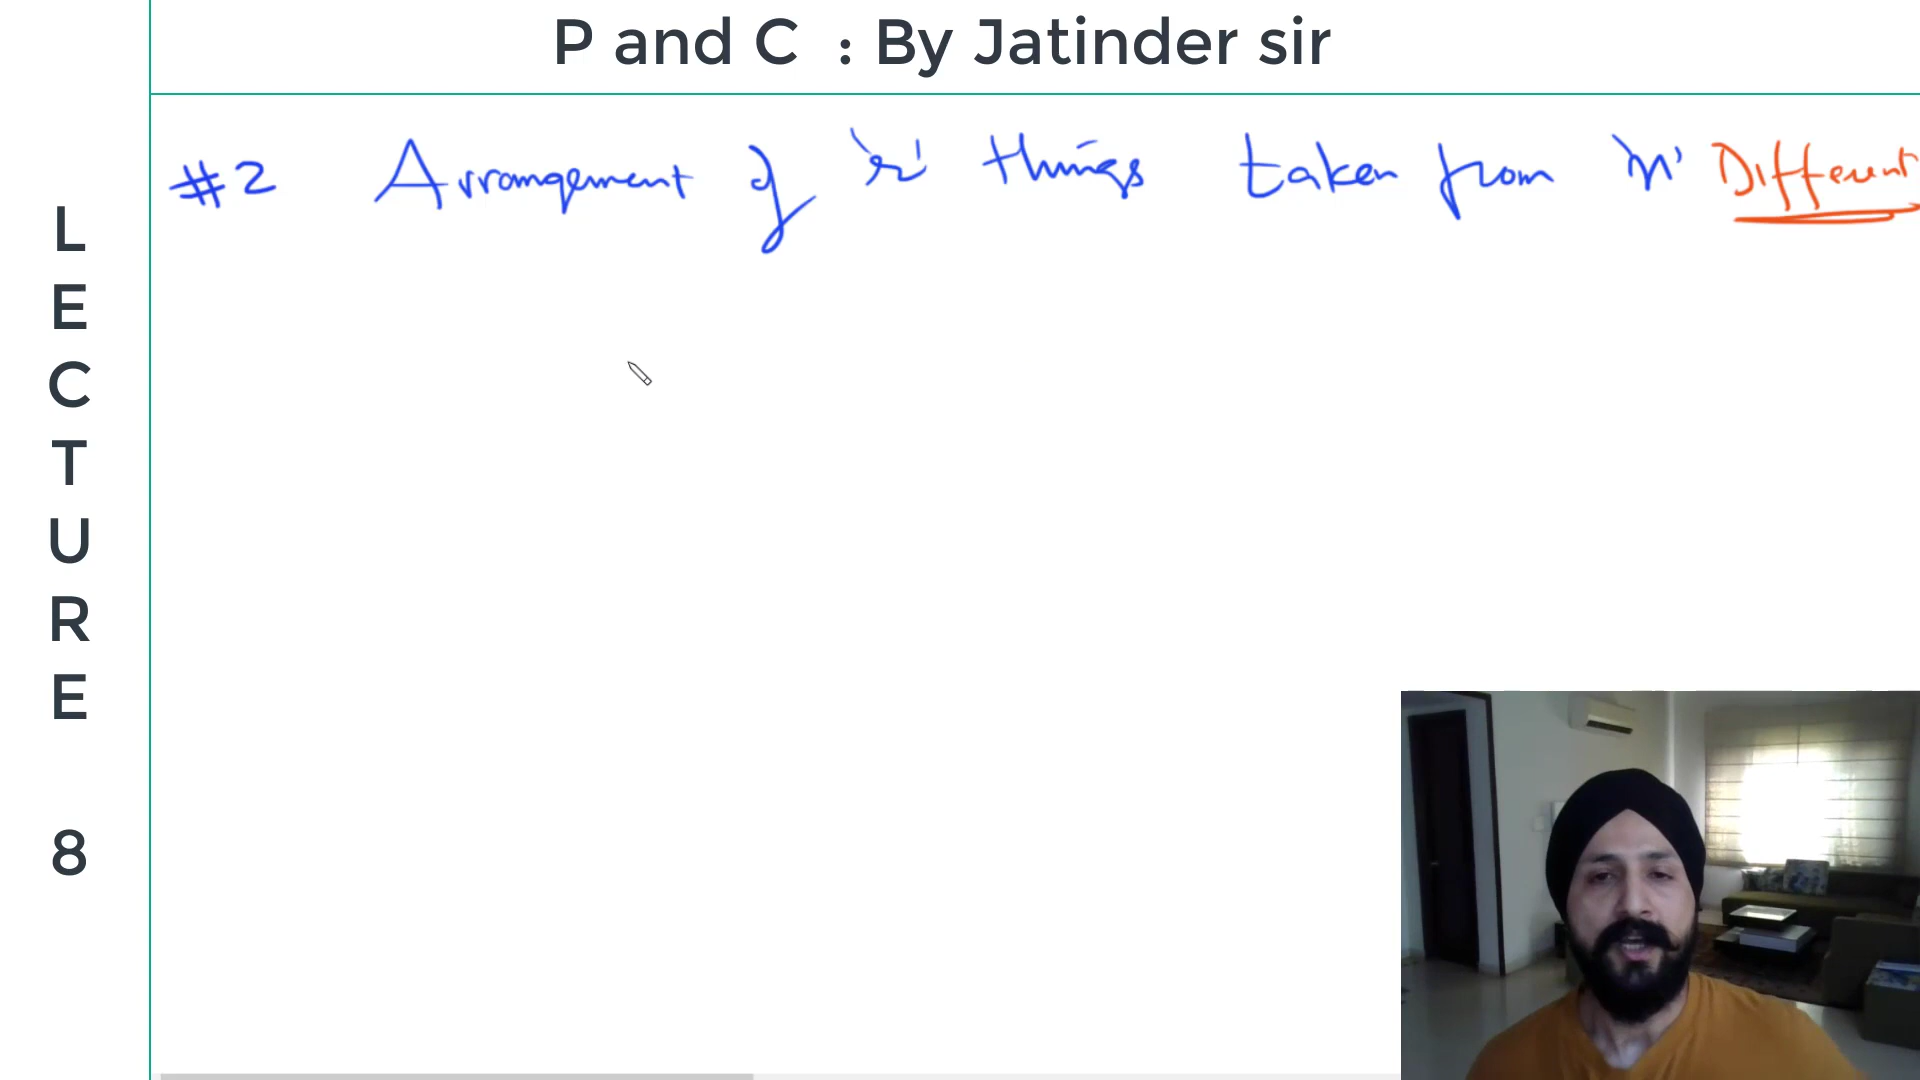 P and C : By Jatinder sir
#2 Arrangement of 'r' things taken from 'n' Different
LECTURE 8